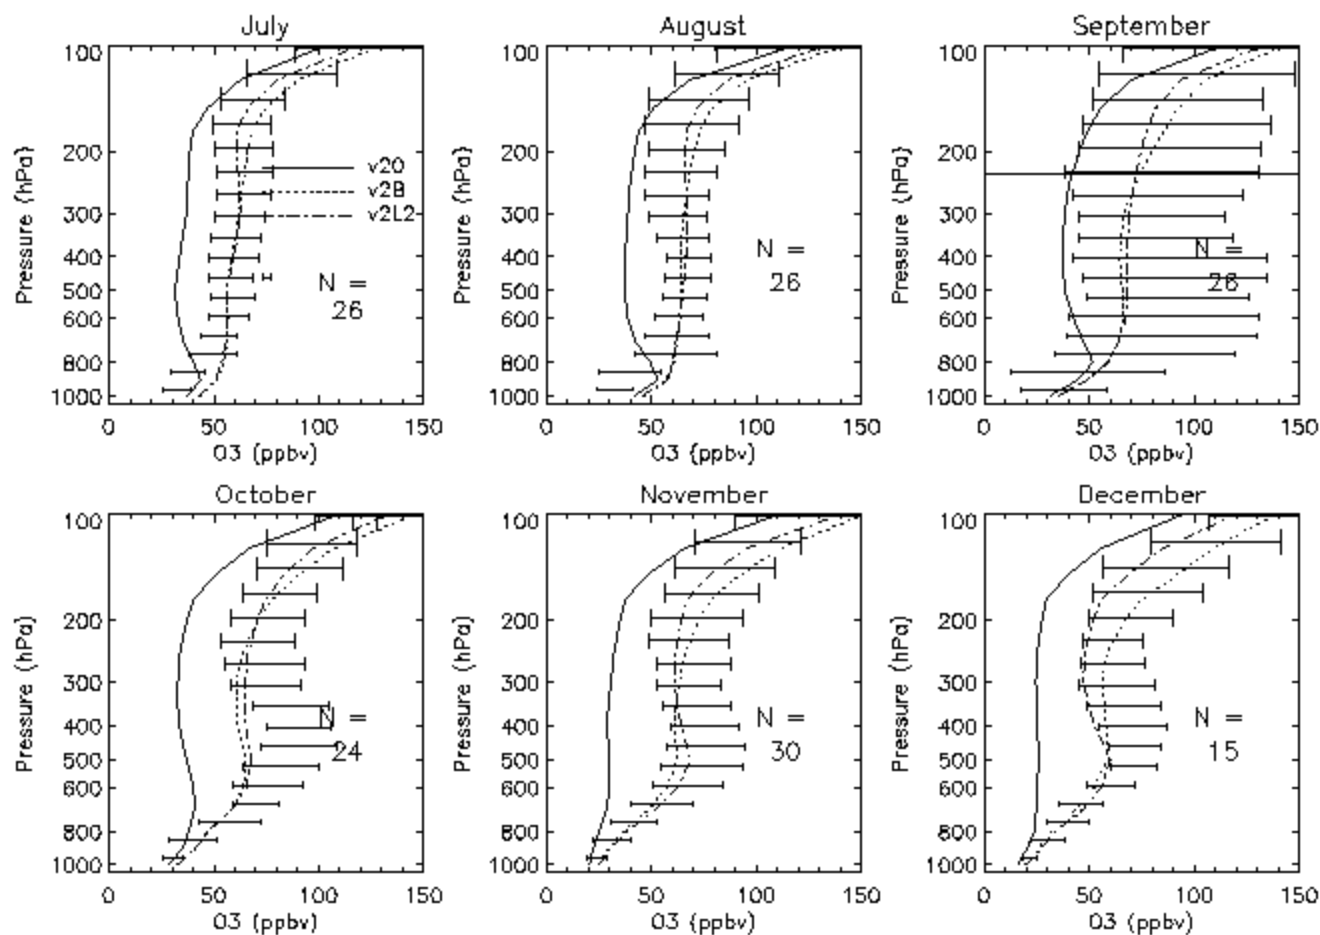 July
August
September
100
200
300
400
500
600
800
1000
Pressure (hPa)
v20
v2B
v2L2
N =
26
0
50
100
150
O3 (ppbv)
100
200
300
400
500
600
800
1000
Pressure (hPa)
N =
26
0
50
100
150
O3 (ppbv)
100
200
300
400
500
600
800
1000
Pressure (hPa)
N =
26
0
50
100
150
O3 (ppbv)
October
November
December
100
200
300
400
500
600
800
1000
Pressure (hPa)
N =
24
0
50
100
150
O3 (ppbv)
100
200
300
400
500
600
800
1000
Pressure (hPa)
N =
30
0
50
100
150
O3 (ppbv)
100
200
300
400
500
600
800
1000
Pressure (hPa)
N =
15
0
50
100
150
O3 (ppbv)